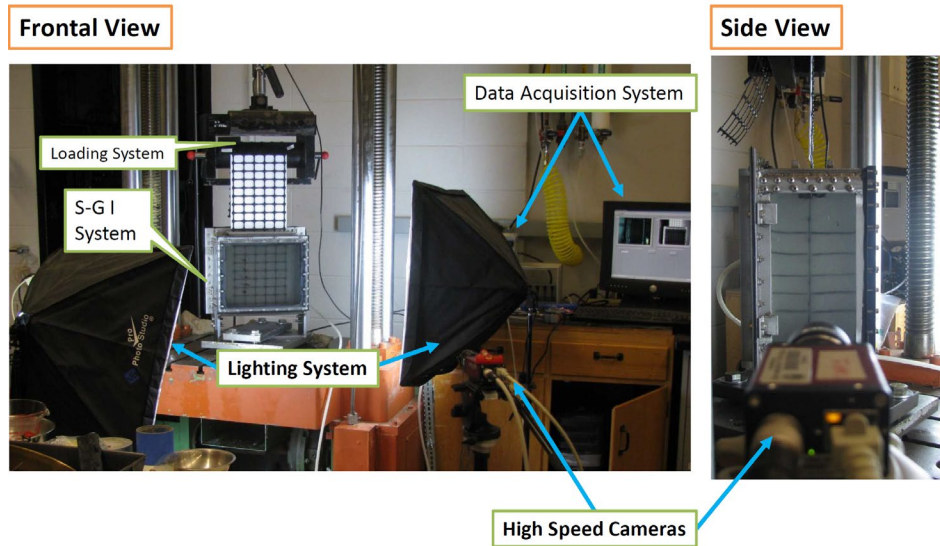 Frontal View
Side View
Data Acquisition System
Loading System
S-G I
System
Pro
Photo Studio
Lighting System
High Speed Cameras